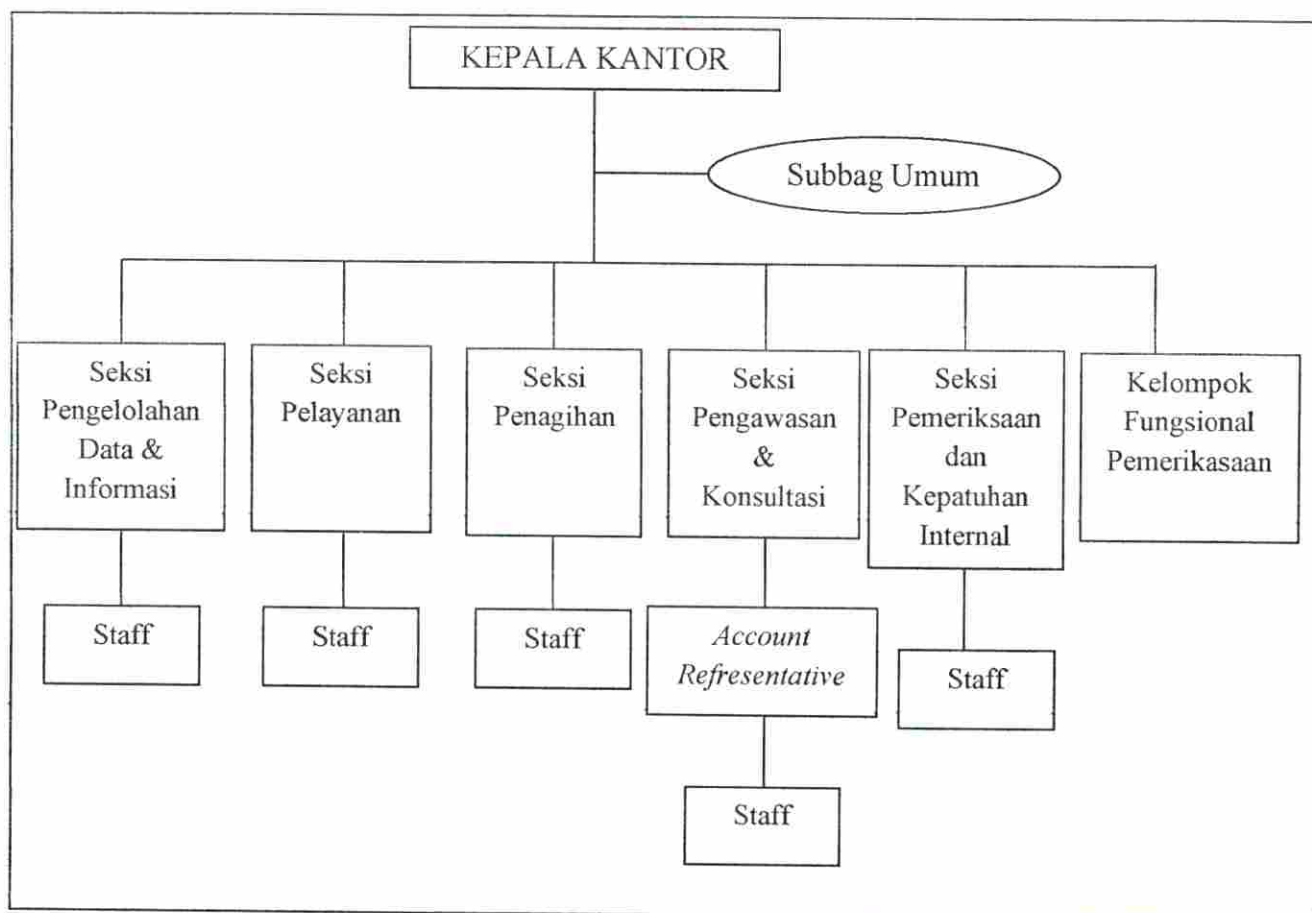 KEPALA KANTOR
Subbag Umum
Seksi
Pengelolahan
Data &
Informasi
Seksi
Pelayanan
Seksi
Penagihan
Seksi
Pengawasan
&
Konsultasi
Seksi
Pemeriksaan
dan
Kepatuhan
Internal
Kelompok
Fungsional
Pemerikasaan
Staff
Staff
Staff
Account
Refresentative
Staff
Staff